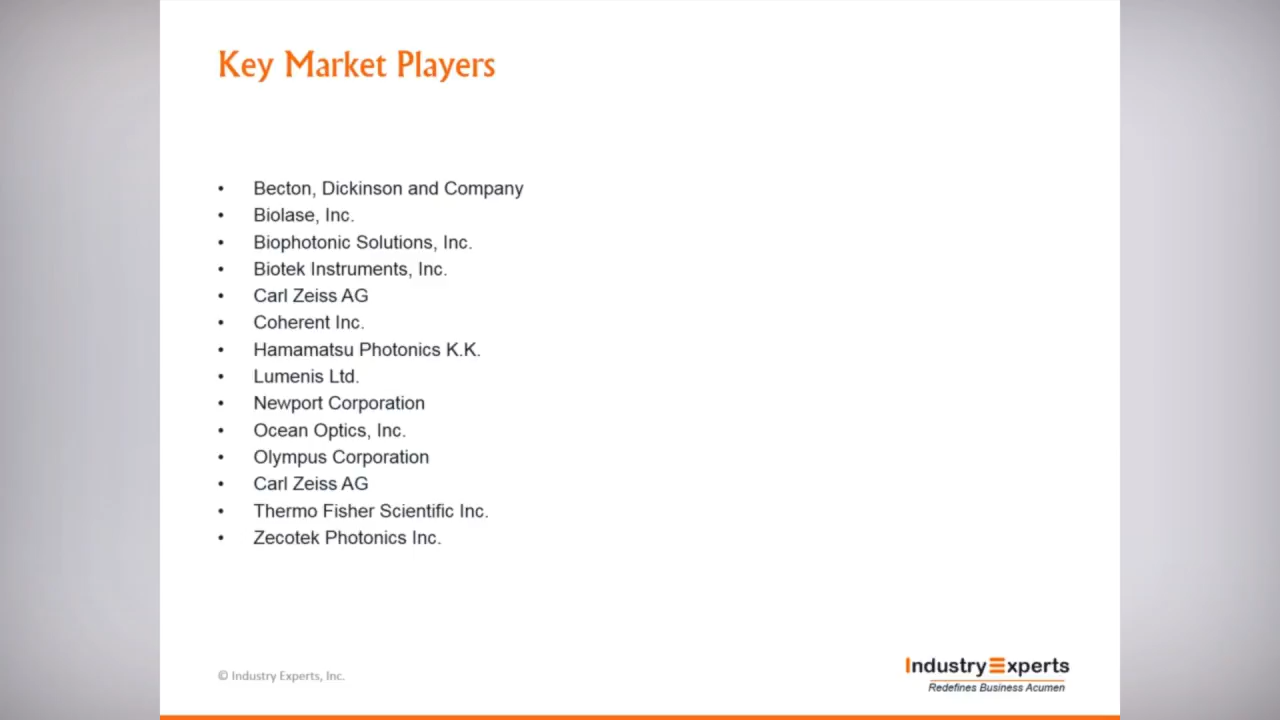 Key Market Players
• Becton, Dickinson and Company
• Biolase, Inc.
• Biophotonic Solutions, Inc.
• Biotek Instruments, Inc.
• Carl Zeiss AG
• Coherent Inc.
• Hamamatsu Photonics K.K.
• Lumenis Ltd.
• Newport Corporation
• Ocean Optics, Inc.
• Olympus Corporation
• Carl Zeiss AG
• Thermo Fisher Scientific Inc.
• Zecotek Photonics Inc.
© Industry Experts, Inc.
IndustryExperts
Redefines Business Acumen